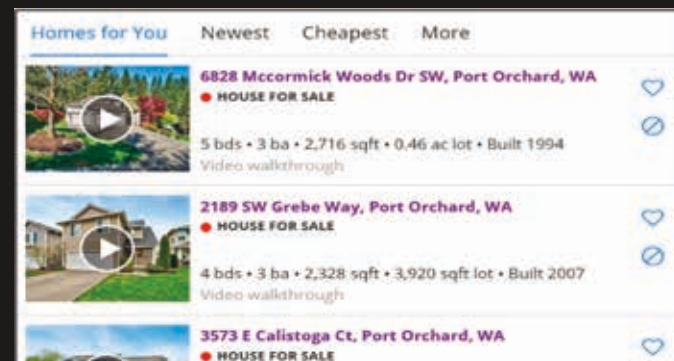 Homes for You Newest Cheapest More
6828 Mccormick Woods Dr SW, Port Orchard, WA
HOUSE FOR SALE
5 bds • 3 ba • 2,716 sqft • 0.46 ac lot • Built 1994
Video walkthrough
2189 SW Grebe Way, Port Orchard, WA
HOUSE FOR SALE
4 bds • 3 ba • 2,328 sqft • 3,920 sqft lot • Built 2007
Video walkthrough
3573 E Calistoga Ct, Port Orchard, WA
HOUSE FOR SALE